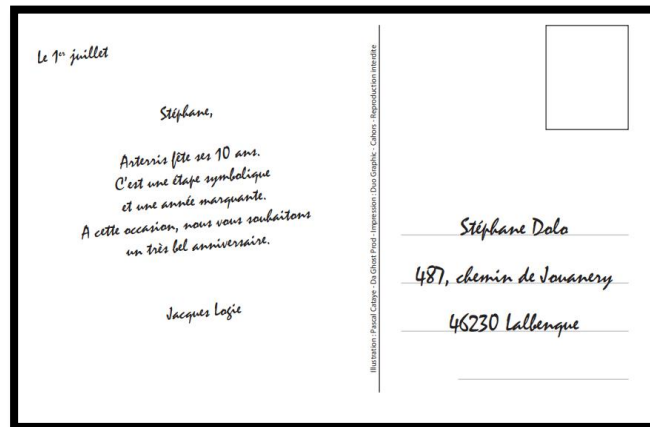 Le 1er juillet
Stéphane,
Arterris fête ses 10 ans.
C'est une étape symbolique
et une année marquante.
A cette occasion, nous vous souhaitons
un très bel anniversaire.
Jacques Logie
Illustration : Pascal Cataye - Da Ghost Prod - Impression : Duo Graphic - Cahors - Reproduction interdite
Stéphane Dolo
487, chemin de Jouanery
46230 Lalbenque